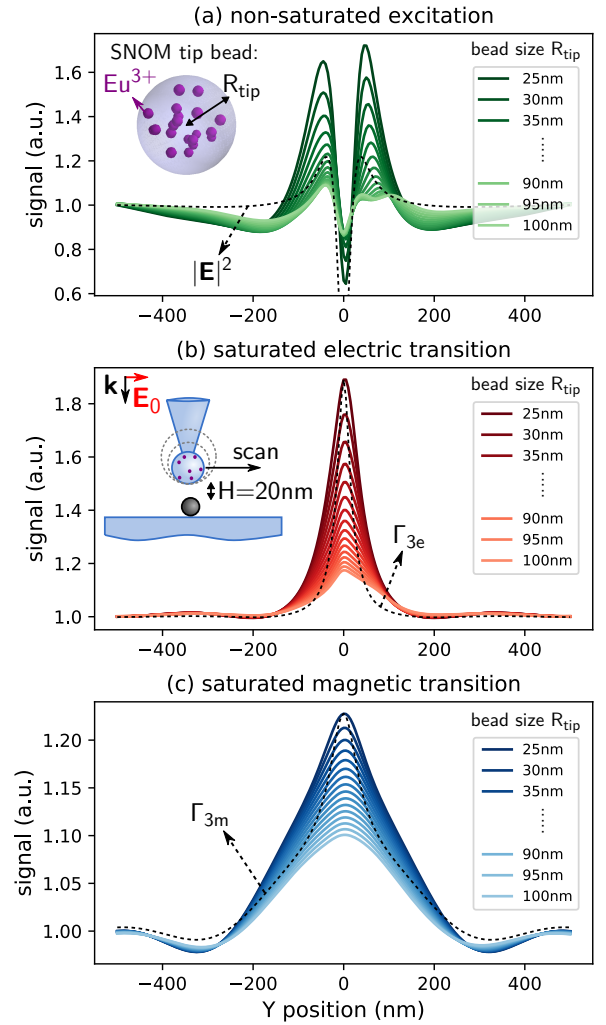 (a) non-saturated excitation
SNOM tip bead:
Eu³⁺
R_tip
|E|²
bead size R_tip
25nm
30nm
35nm
90nm
95nm
100nm
signal (a.u.)
1.6
1.4
1.2
1.0
0.8
0.6
−400 −200 0 200 400
(b) saturated electric transition
k
E₀
scan
H=20nm
Γ₃ₑ
bead size R_tip
25nm
30nm
35nm
90nm
95nm
100nm
signal (a.u.)
1.8
1.6
1.4
1.2
1.0
−400 −200 0 200 400
(c) saturated magnetic transition
Γ₃ₘ
bead size R_tip
25nm
30nm
35nm
90nm
95nm
100nm
signal (a.u.)
1.20
1.15
1.10
1.05
1.00
−400 −200 0 200 400
Y position (nm)